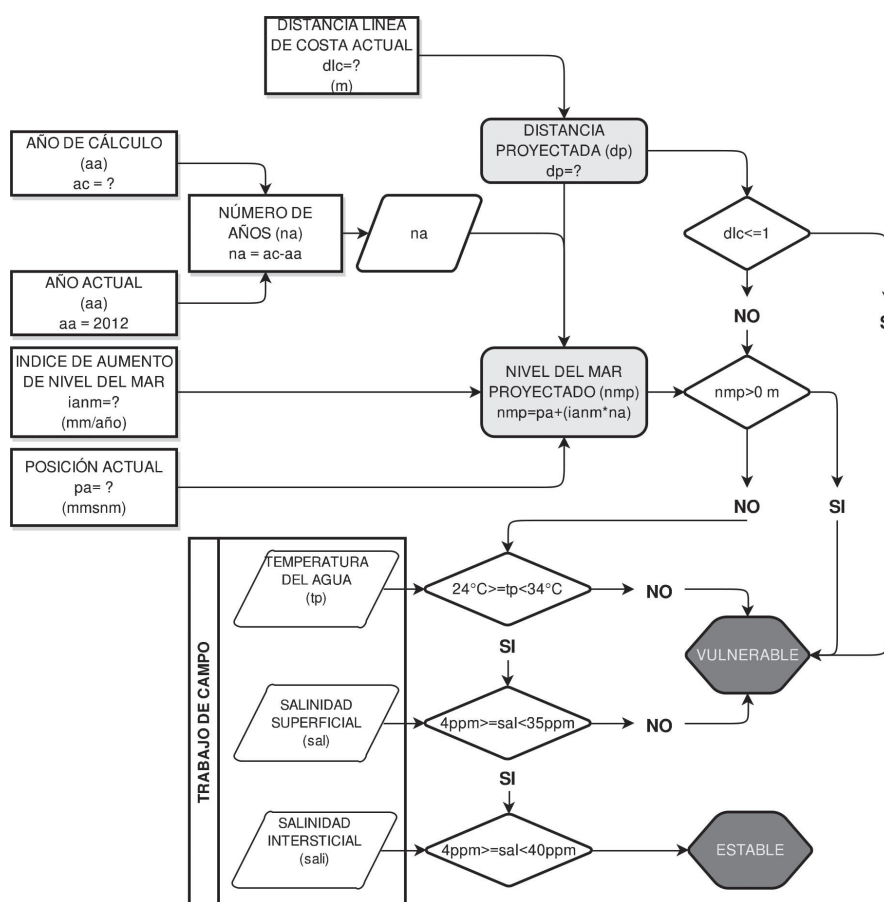 DISTANCIA LINEA
DE COSTA ACTUAL
dlc=?
(m)
DISTANCIA
PROYECTADA (dp)
dp=?
AÑO DE CÁLCULO
(aa)
ac = ?
NÚMERO DE
AÑOS (na)
na = ac-aa
na
dlc<=1
AÑO ACTUAL
(aa)
aa = 2012
NO
S
INDICE DE AUMENTO
DE NIVEL DEL MAR
ianm=?
(mm/año)
NIVEL DEL MAR
PROYECTADO (nmp)
nmp=pa+(ianm*na)
nmp>0 m
POSICIÓN ACTUAL
pa= ?
(mmsnm)
NO
SI
TRABAJO DE CAMPO
TEMPERATURA
DEL AGUA
(tp)
24°C>=tp<34°C
NO
VULNERABLE
SI
SALINIDAD
SUPERFICIAL
(sal)
4ppm>=sal<35ppm
NO
SI
SALINIDAD
INTERSTICIAL
(sali)
4ppm>=sal<40ppm
ESTABLE